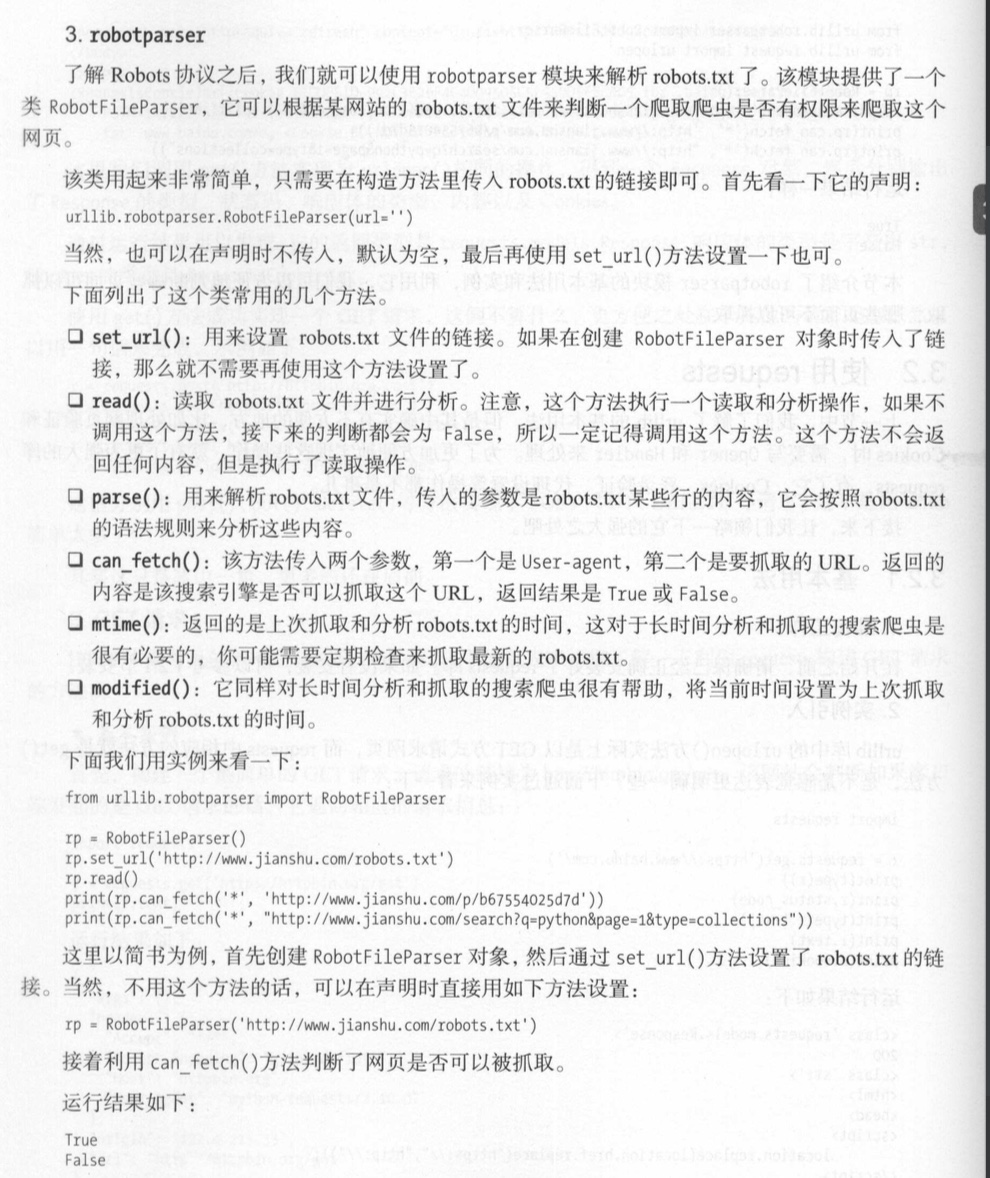 3. robotparser
了解 Robots 协议之后，我们就可以使用 robotparser 模块来解析 robots.txt 了。该模块提供了一个
类 RobotFileParser，它可以根据某网站的 robots.txt 文件来判断一个爬取爬虫是否有权限来爬取这个
网页。
该类用起来非常简单，只需要在构造方法里传入 robots.txt 的链接即可。首先看一下它的声明：
urllib.robotparser.RobotFileParser(url='')
当然，也可以在声明时不传入，默认为空，最后再使用 set_url()方法设置一下也可。
下面列出了这个类常用的几个方法。
❑ set_url()：用来设置 robots.txt 文件的链接。如果在创建 RobotFileParser 对象时传入了链
接，那么就不需要再使用这个方法设置了。
❑ read()：读取 robots.txt 文件并进行分析。注意，这个方法执行一个读取和分析操作，如果不
调用这个方法，接下来的判断都会为 False，所以一定记得调用这个方法。这个方法不会返
回任何内容，但是执行了读取操作。
❑ parse()：用来解析 robots.txt 文件，传入的参数是 robots.txt 某些行的内容，它会按照 robots.txt
的语法规则来分析这些内容。
❑ can_fetch()：该方法传入两个参数，第一个是 User-agent，第二个是要抓取的 URL。返回的
内容是该搜索引擎是否可以抓取这个 URL，返回结果是 True 或 False。
❑ mtime()：返回的是上次抓取和分析 robots.txt 的时间，这对于长时间分析和抓取的搜索爬虫是
很有必要的，你可能需要定期检查来抓取最新的 robots.txt。
❑ modified()：它同样对长时间分析和抓取的搜索爬虫很有帮助，将当前时间设置为上次抓取
和分析 robots.txt 的时间。
下面我们用实例来看一下：
from urllib.robotparser import RobotFileParser
rp = RobotFileParser()
rp.set_url('http://www.jianshu.com/robots.txt')
rp.read()
print(rp.can_fetch('*', 'http://www.jianshu.com/p/b67554025d7d'))
print(rp.can_fetch('*', "http://www.jianshu.com/search?q=python&page=1&type=collections"))
这里以简书为例，首先创建 RobotFileParser 对象，然后通过 set_url()方法设置了 robots.txt 的链
接。当然，不用这个方法的话，可以在声明时直接用如下方法设置：
rp = RobotFileParser('http://www.jianshu.com/robots.txt')
接着利用 can_fetch()方法判断了网页是否可以被抓取。
运行结果如下：
True
False